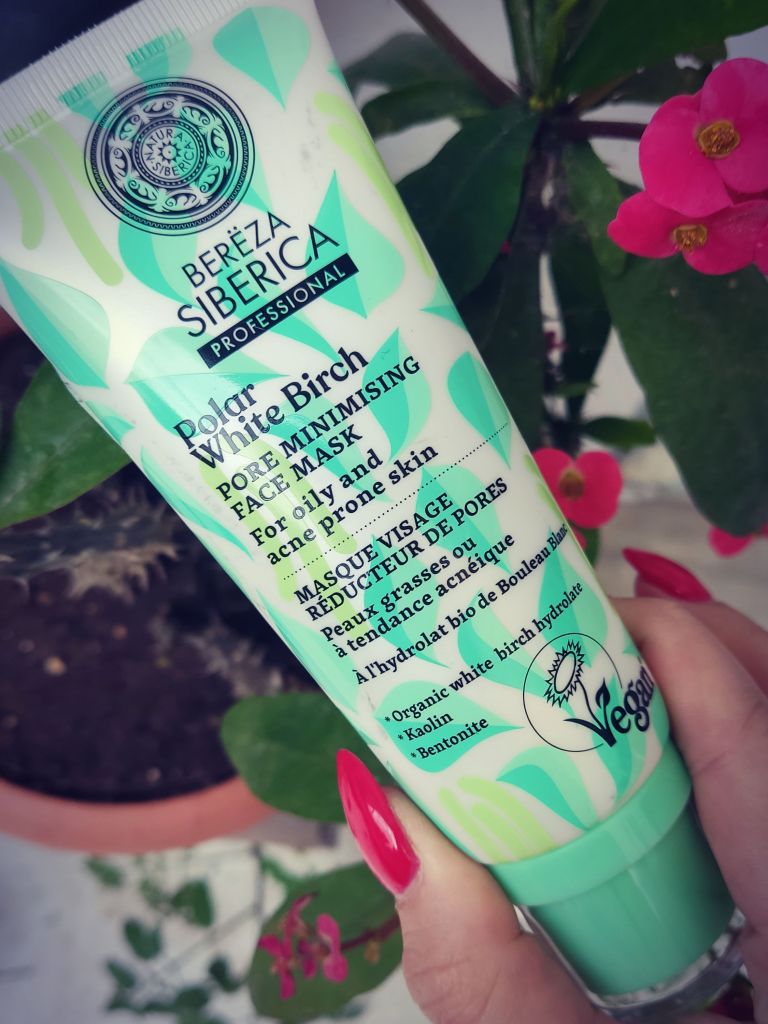 NATURA
SIBERICA
BERËZA
SIBERICA
PROFESSIONAL
Polar
White Birch
PORE MINIMISING
FACE MASK
For oily and
acne prone skin
MASQUE VISAGE
RÉDUCTEUR DE PORES
Peaux grasses ou
à tendance acnéique
À l'hydrolat bio de Bouleau Blanc
* Organic white birch hydrolate
* Kaolin
* Bentonite
Vegan